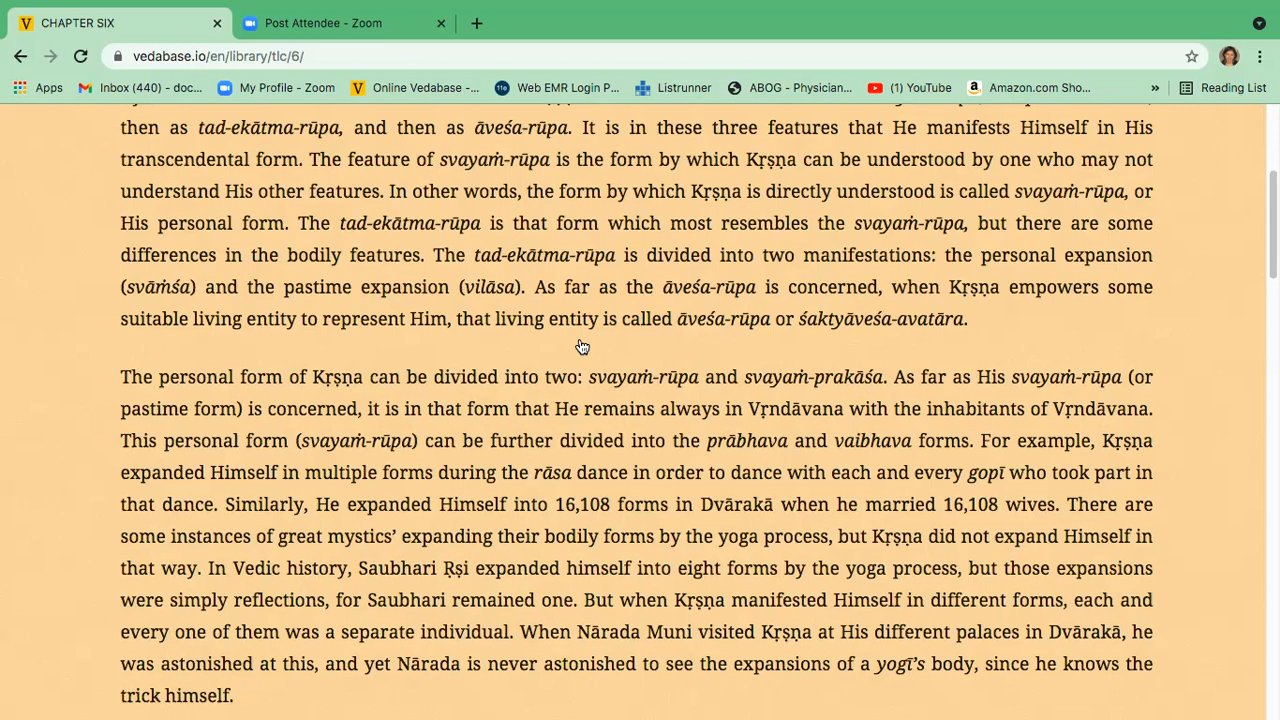 CHAPTER SIX
Post Attendee - Zoom
vedabase.io/en/library/tlc/6/
Apps Inbox (440) - doc... My Profile - Zoom Online Vedabase -... Web EMR Login P... Listrunner ABOG - Physician... (1) YouTube Amazon.com Sho... » Reading List
then as tad-ekātma-rūpa, and then as āveśa-rūpa. It is in these three features that He manifests Himself in His
transcendental form. The feature of svayaṁ-rūpa is the form by which Kṛṣṇa can be understood by one who may not
understand His other features. In other words, the form by which Kṛṣṇa is directly understood is called svayaṁ-rūpa, or
His personal form. The tad-ekātma-rūpa is that form which most resembles the svayaṁ-rūpa, but there are some
differences in the bodily features. The tad-ekātma-rūpa is divided into two manifestations: the personal expansion
(svāṁśa) and the pastime expansion (vilāsa). As far as the āveśa-rūpa is concerned, when Kṛṣṇa empowers some
suitable living entity to represent Him, that living entity is called āveśa-rūpa or śaktyāveśa-avatāra.
The personal form of Kṛṣṇa can be divided into two: svayaṁ-rūpa and svayaṁ-prakāśa. As far as His svayaṁ-rūpa (or
pastime form) is concerned, it is in that form that He remains always in Vṛndāvana with the inhabitants of Vṛndāvana.
This personal form (svayaṁ-rūpa) can be further divided into the prābhava and vaibhava forms. For example, Kṛṣṇa
expanded Himself in multiple forms during the rāsa dance in order to dance with each and every gopī who took part in
that dance. Similarly, He expanded Himself into 16,108 forms in Dvārakā when he married 16,108 wives. There are
some instances of great mystics’ expanding their bodily forms by the yoga process, but Kṛṣṇa did not expand Himself in
that way. In Vedic history, Saubhari Ṛṣi expanded himself into eight forms by the yoga process, but those expansions
were simply reflections, for Saubhari remained one. But when Kṛṣṇa manifested Himself in different forms, each and
every one of them was a separate individual. When Nārada Muni visited Kṛṣṇa at His different palaces in Dvārakā, he
was astonished at this, and yet Nārada is never astonished to see the expansions of a yogī’s body, since he knows the
trick himself.